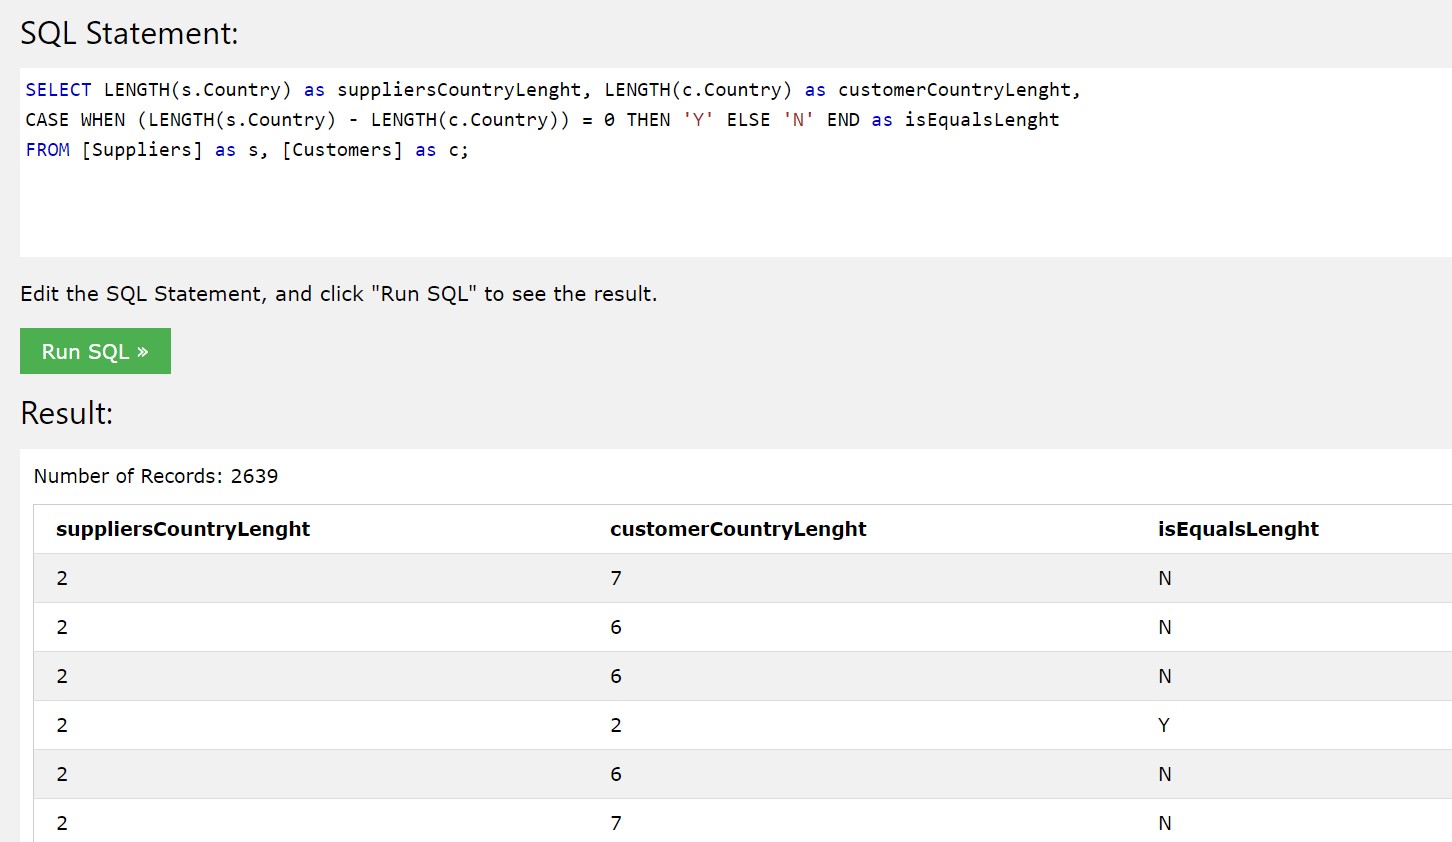 SQL Statement:
SELECT LENGTH(s.Country) as suppliersCountryLenght, LENGTH(c.Country) as customerCountryLenght,
CASE WHEN (LENGTH(s.Country) - LENGTH(c.Country)) = 0 THEN 'Y' ELSE 'N' END as isEqualsLenght
FROM [Suppliers] as s, [Customers] as c;
Edit the SQL Statement, and click "Run SQL" to see the result.
Run SQL »
Result:
Number of Records: 2639
suppliersCountryLenght customerCountryLenght isEqualsLenght
2 7 N
2 6 N
2 6 N
2 2 Y
2 6 N
2 7 N